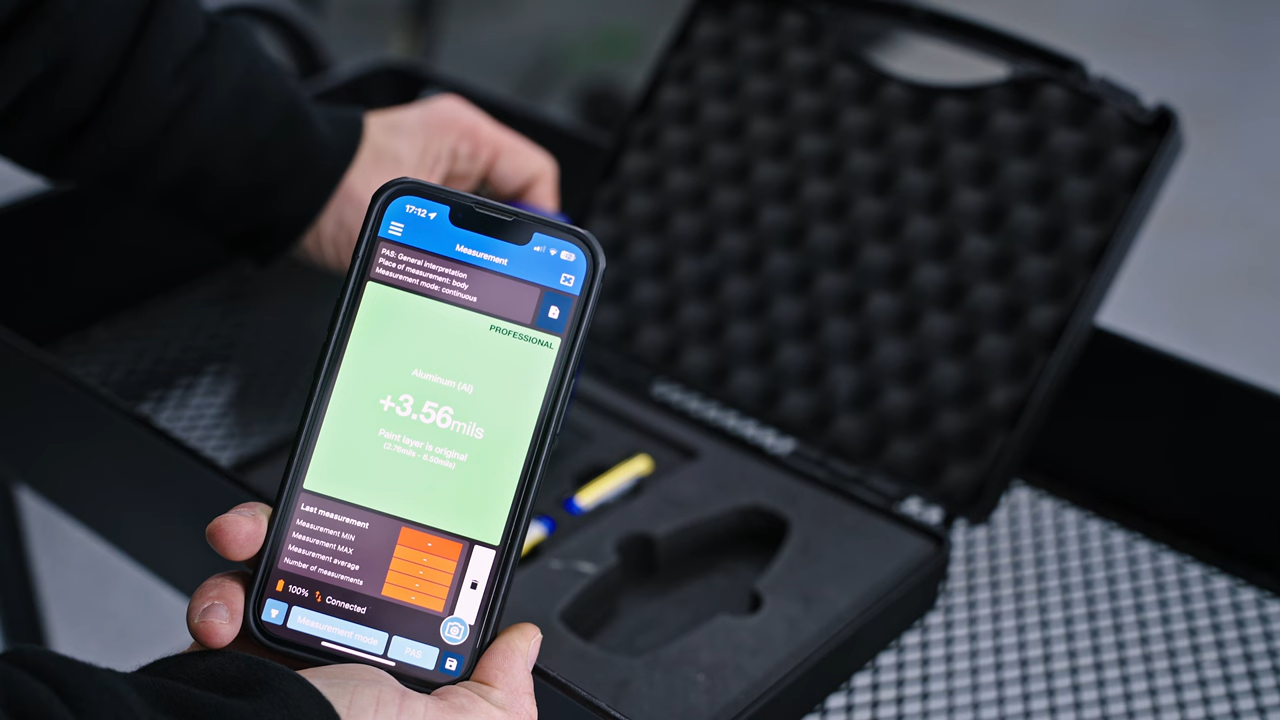 17:12
Measurement
PAS: General interpretation
Place of measurement: body
Measurement mode: continuous
PROFESSIONAL
Aluminum (Al)
+3.56mils
Paint layer is original
(2.76mils - 6.50mils)
Last measurement
Measurement MIN
Measurement MAX
Measurement average
Number of measurements
100% Connected
Measurement mode
PAS